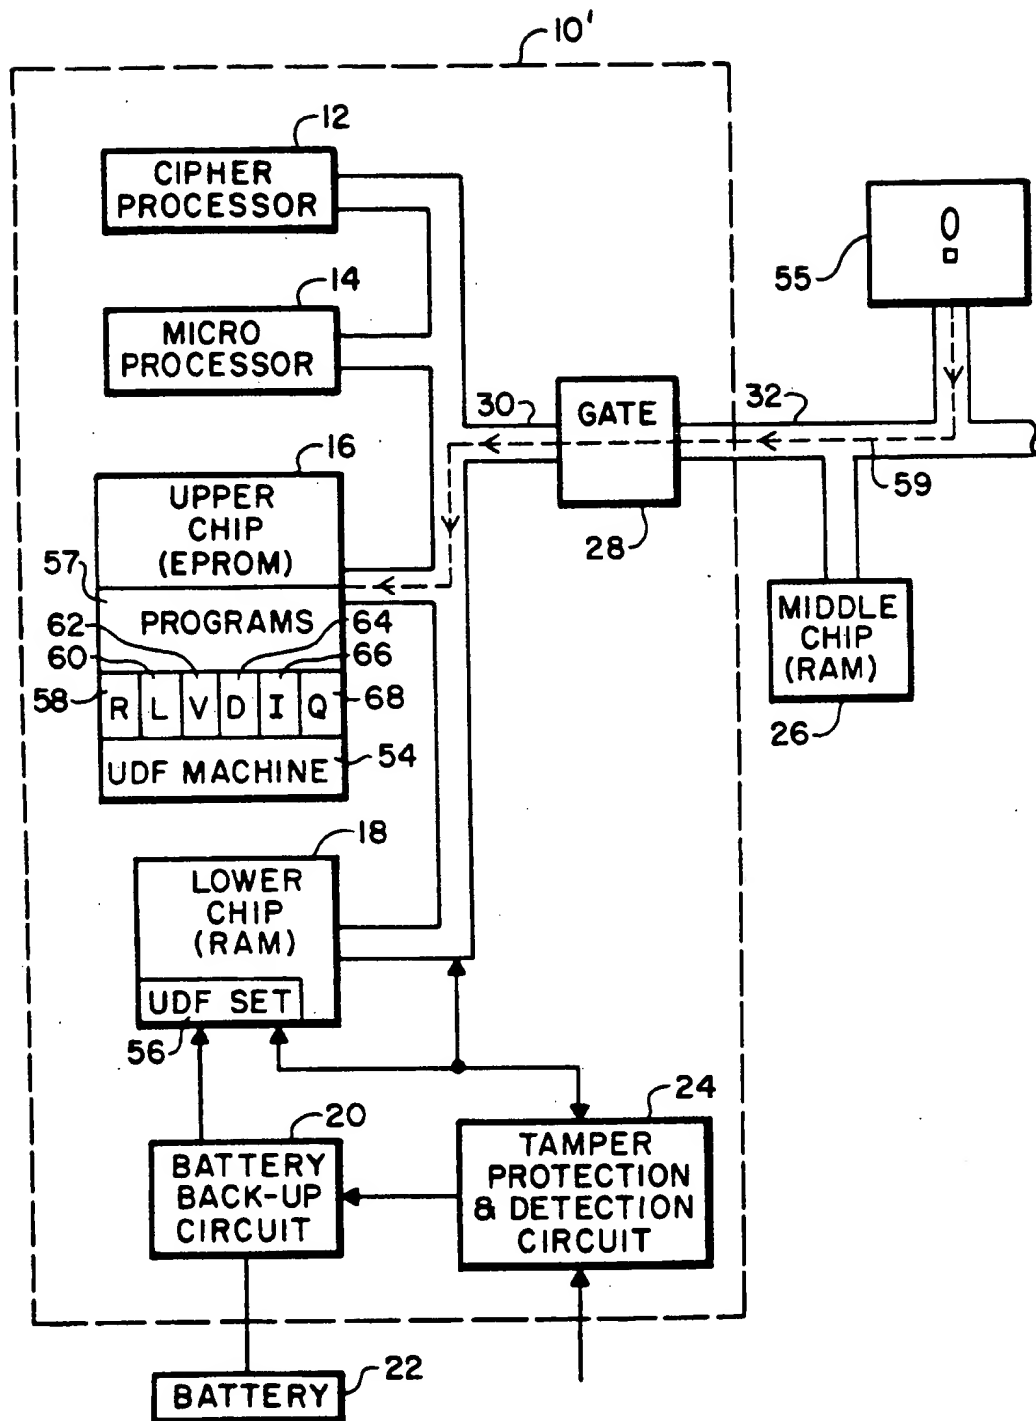 10'
12
CIPHER
PROCESSOR
55
14
MICRO
PROCESSOR
30
GATE
32
59
28
16
UPPER
CHIP
(EPROM)
57
PROGRAMS
62
64
60
66
58
R L V D I Q
68
UDF MACHINE
54
MIDDLE
CHIP
(RAM)
26
18
LOWER
CHIP
(RAM)
UDF SET
56
20
BATTERY
BACK-UP
CIRCUIT
24
TAMPER
PROTECTION
& DETECTION
CIRCUIT
BATTERY
22